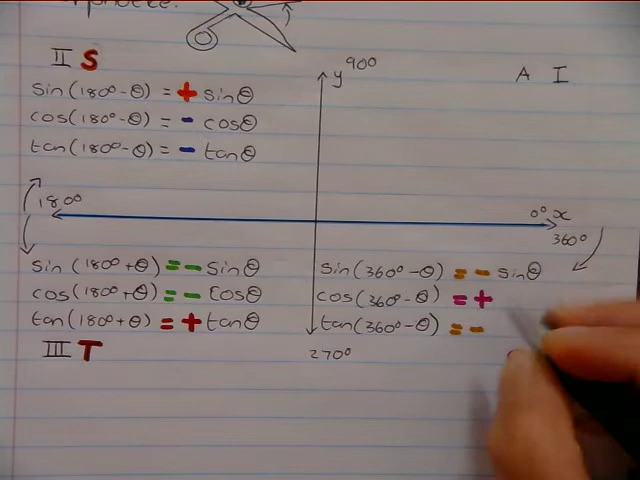 II S
sin(180°-θ) = + sinθ
cos(180°-θ) = - cosθ
tan(180°-θ) = - tanθ
y 90°
A I
180°
0° x
360°
sin(180°+θ) = - sinθ
cos(180°+θ) = - cosθ
tan(180°+θ) = + tanθ
III T
sin(360°-θ) = - sinθ
cos(360°-θ) = +
tan(360°-θ) = -
270°